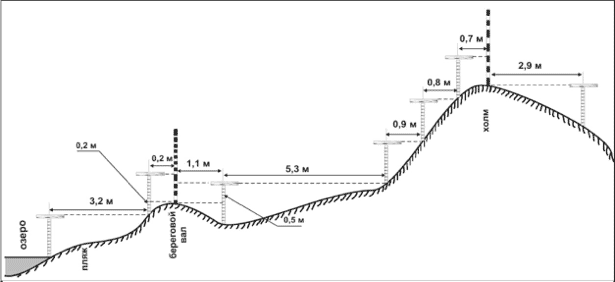 0,7 м
2,9 м
0,8 м
0,9 м
холм
0,2 м
0,2 м
1,1 м
5,3 м
3,2 м
0,5 м
озеро
пляж
береговой
вал